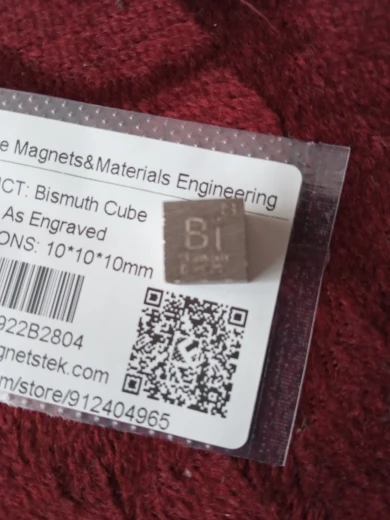 e Magnets&Materials Engineering
CT: Bismuth Cube
As Engraved
ONS: 10*10*10mm
Bi
922B2804
gnetstek.com
m/store/912404965